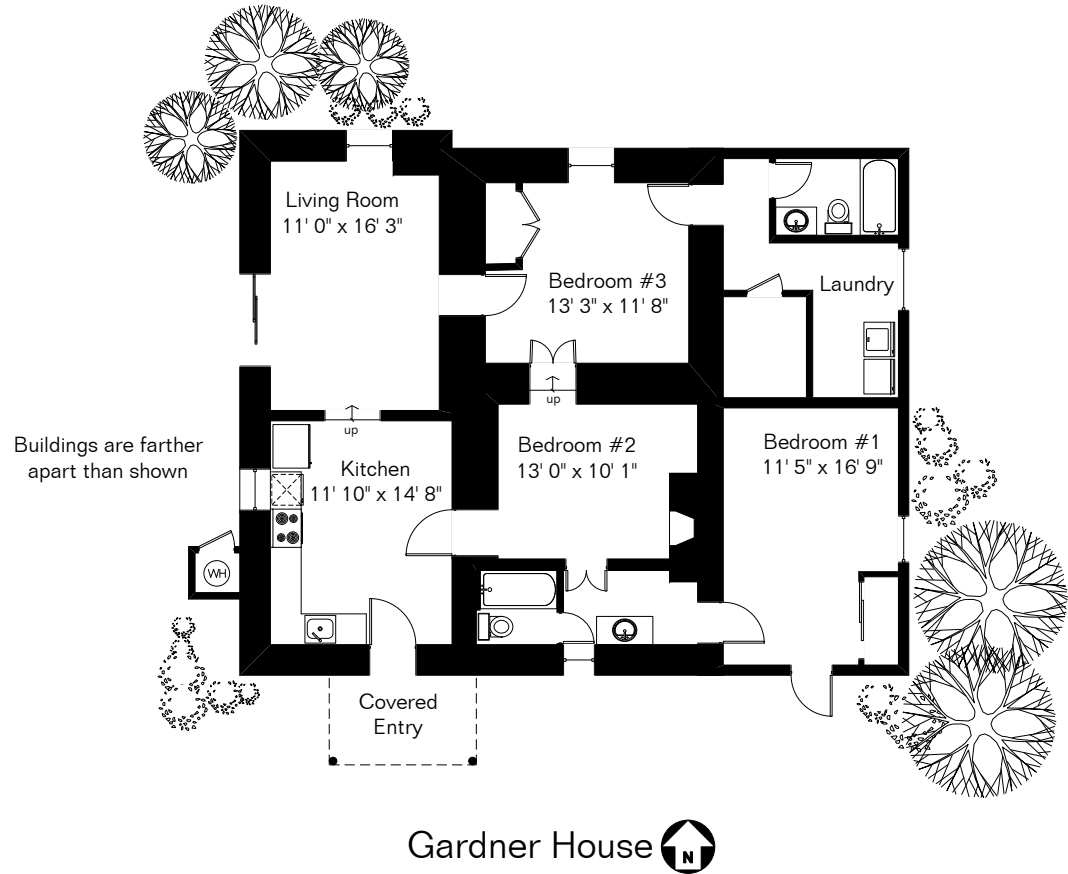 Living Room
11' 0" x 16' 3"
Bedroom #3
13' 3" x 11' 8"
Laundry
up
up
Buildings are farther
apart than shown
Kitchen
11' 10" x 14' 8"
Bedroom #2
13' 0" x 10' 1"
Bedroom #1
11' 5" x 16' 9"
WH
Covered
Entry
Gardner House
N